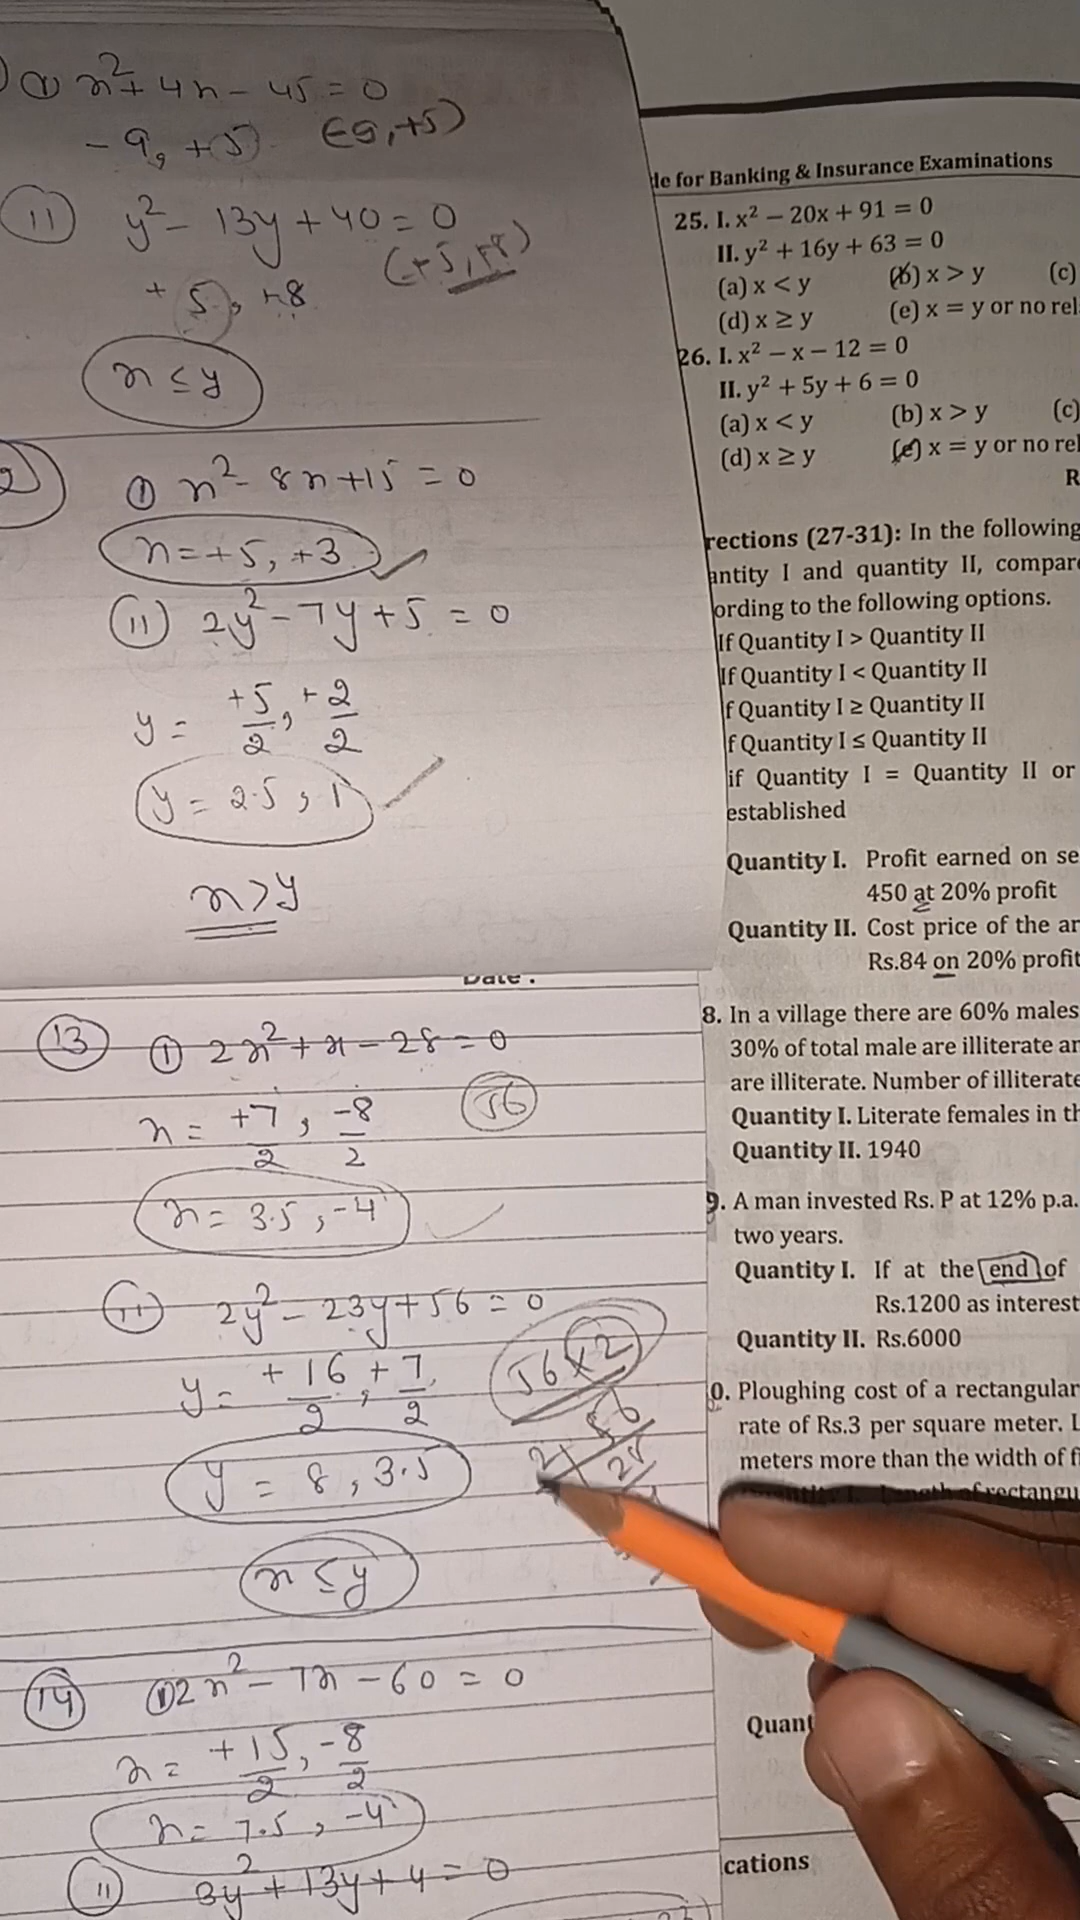 ① x² + 4x - 45 = 0
- 9, + 5 (-9, +5)
(11) y² - 13y + 40 = 0
+ 5, +8 (+5, +8)
x ≤ y
① x² - 8x + 15 = 0
x = +5, +3
(11) 2y² - 7y + 5 = 0
y = +5/2, +2/2
y = 2.5, 1
x > y
Date :
(13) ① 2x² + x - 28 = 0
x = +7/2, -8/2 (56)
x = 3.5, -4
(11) 2y² - 23y + 56 = 0
y = +16/2, +7/2 56 × 2
y = 8, 3.5
2 56
28
x ≤ y
(14) ① 2x² - 7x - 60 = 0
x = +15/2, -8/2
x = 7.5, -4
(11) 3y² + 13y + 4 = 0
le for Banking & Insurance Examinations
25. I. x² − 20x + 91 = 0
II. y² + 16y + 63 = 0
(a) x < y (b) x > y (c)
(d) x ≥ y (e) x = y or no rel
26. I. x² − x − 12 = 0
II. y² + 5y + 6 = 0
(a) x < y (b) x > y (c)
(d) x ≥ y (e) x = y or no rel
R
rections (27-31): In the following
antity I and quantity II, compar
ording to the following options.
If Quantity I > Quantity II
If Quantity I < Quantity II
f Quantity I ≥ Quantity II
f Quantity I ≤ Quantity II
if Quantity I = Quantity II or
established
Quantity I. Profit earned on se
450 at 20% profit
Quantity II. Cost price of the ar
Rs.84 on 20% profit
8. In a village there are 60% males
30% of total male are illiterate ar
are illiterate. Number of illiterate
Quantity I. Literate females in th
Quantity II. 1940
9. A man invested Rs. P at 12% p.a.
two years.
Quantity I. If at the end of
Rs.1200 as interest
Quantity II. Rs.6000
0. Ploughing cost of a rectangular
rate of Rs.3 per square meter. L
meters more than the width of f
Length of rectangu
Quant
cations